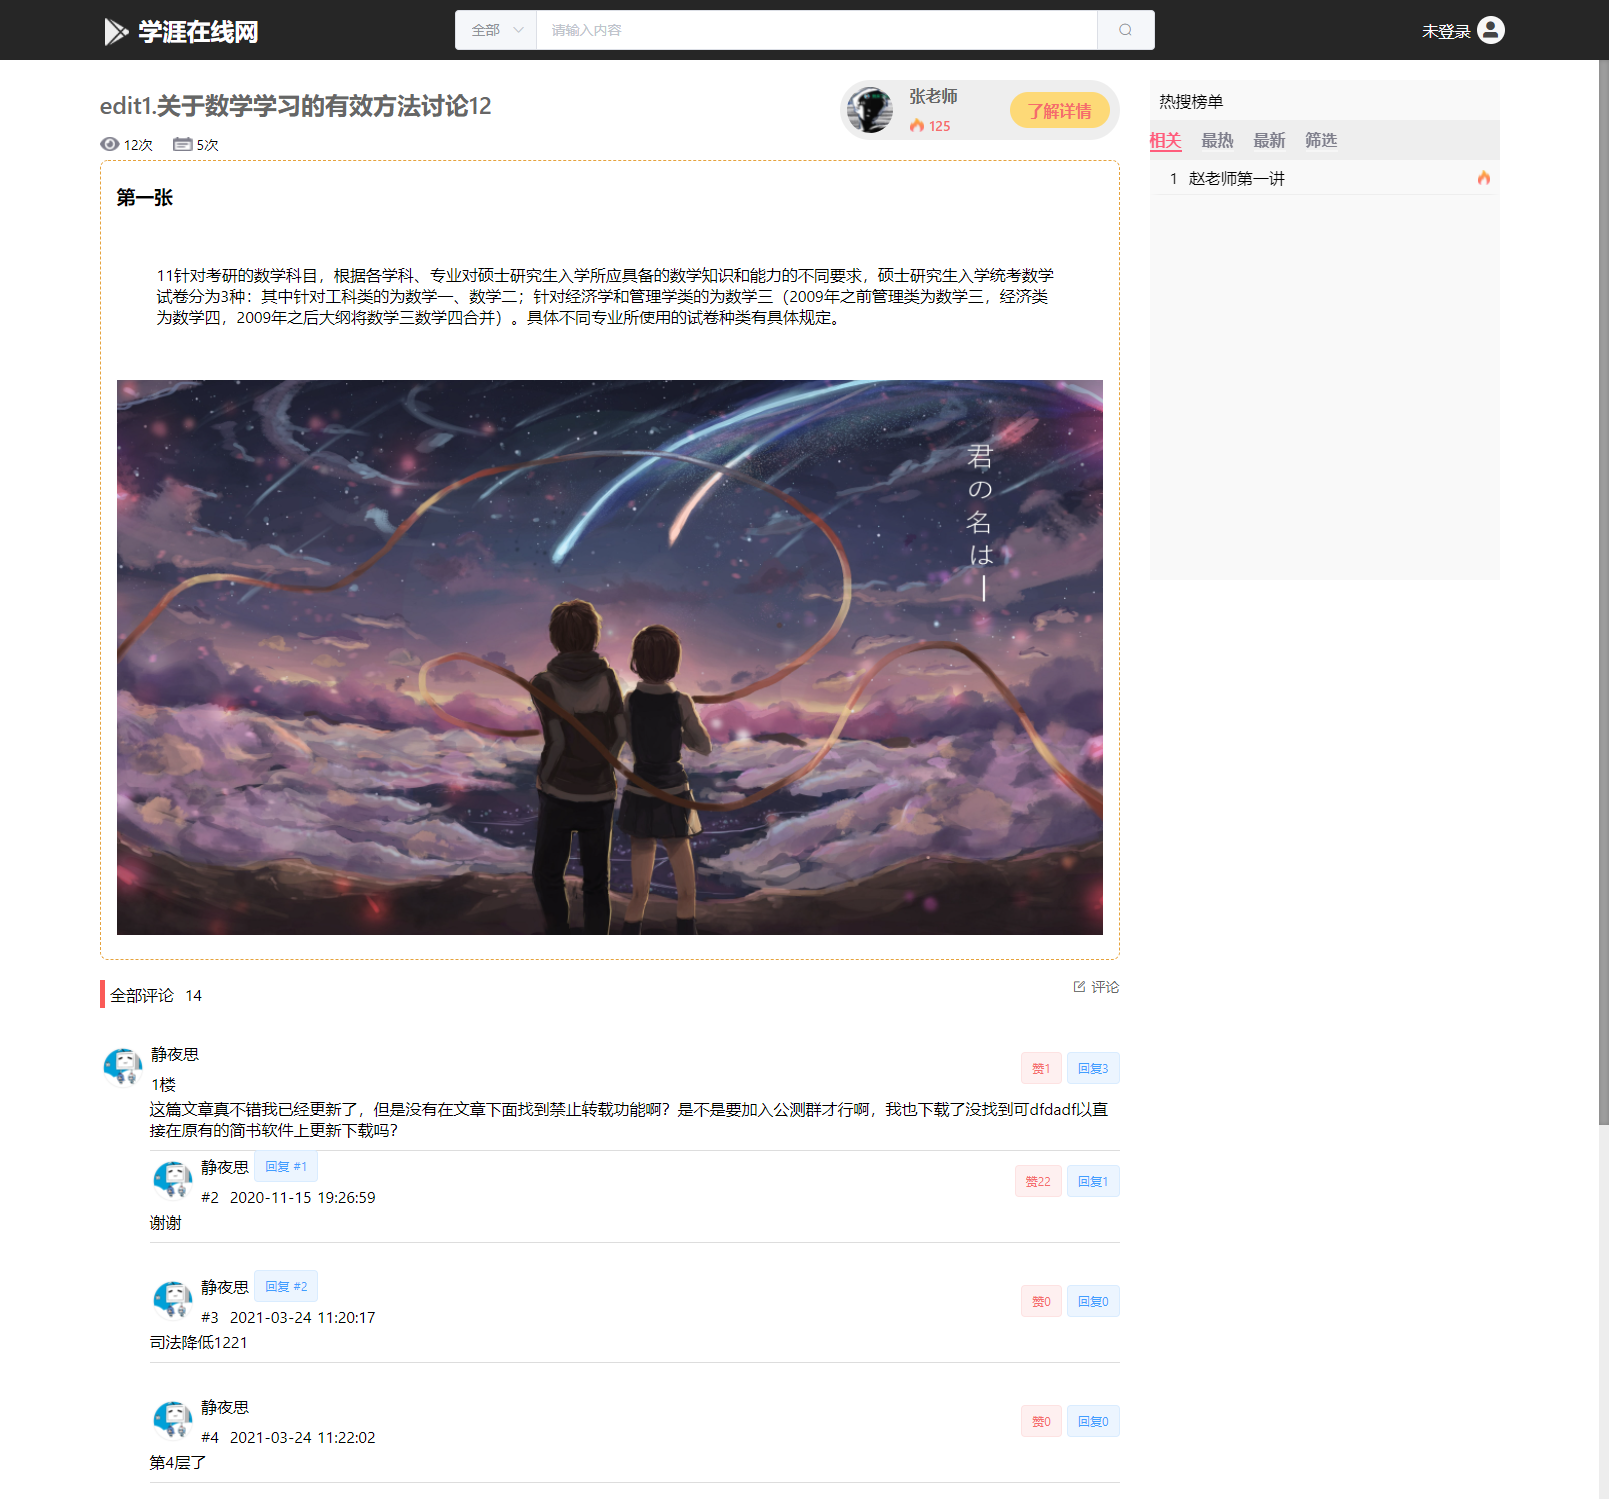 学涯在线网
全部
请输入内容
未登录
edit1.关于数学学习的有效方法讨论12
12次 5次
张老师
125
了解详情
第一张
11针对考研的数学科目，根据各学科、专业对硕士研究生入学所应具备的数学知识和能力的不同要求，硕士研究生入学统考数学
试卷分为3种：其中针对工科类的为数学一、数学二；针对经济学和管理学类的为数学三（2009年之前管理类为数学三，经济类
为数学四，2009年之后大纲将数学三数学四合并）。具体不同专业所使用的试卷种类有具体规定。
君の名は
热搜榜单
相关 最热 最新 筛选
1 赵老师第一讲
全部评论 14
评论
静夜思
1楼
赞1 回复3
这篇文章真不错我已经更新了，但是没有在文章下面找到禁止转载功能啊？是不是要加入公测群才行啊，我也下载了没找到可dfdadf以直
接在原有的简书软件上更新下载吗？
静夜思 回复 #1
#2 2020-11-15 19:26:59
赞22 回复1
谢谢
静夜思 回复 #2
#3 2021-03-24 11:20:17
赞0 回复0
司法降低1221
静夜思
#4 2021-03-24 11:22:02
赞0 回复0
第4层了